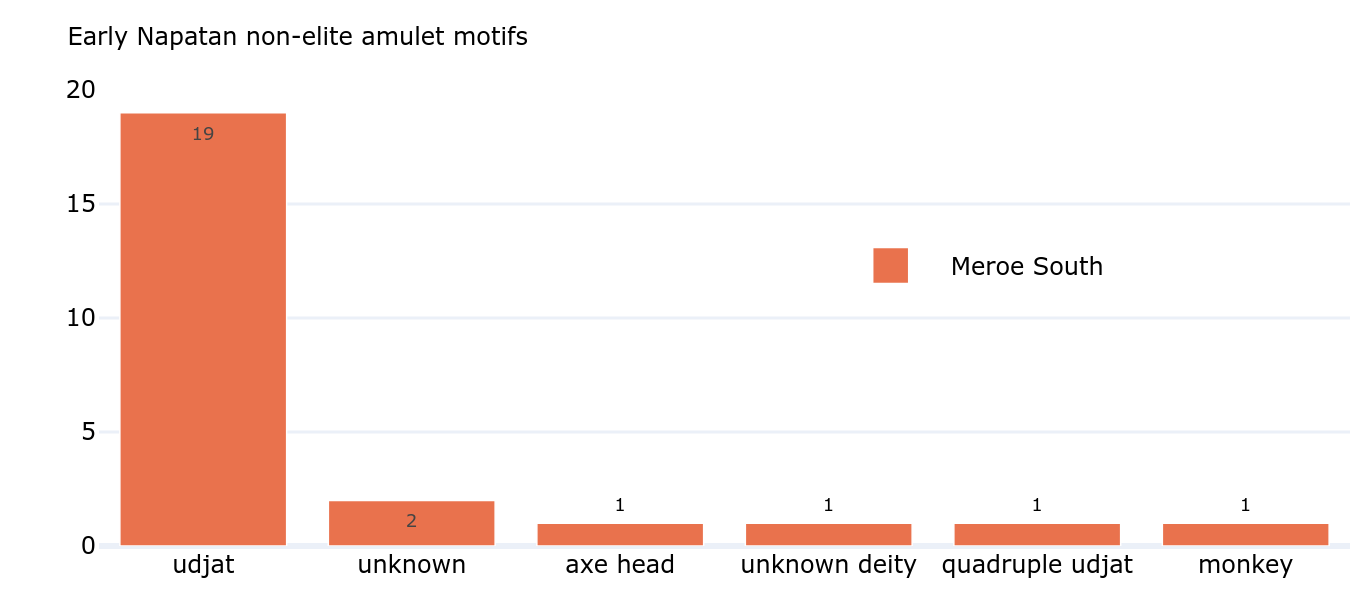 Early Napatan non-elite amulet motifs
20
19
15
Meroe South
10
5
1 1 1 1
2
0
udjat unknown axe head unknown deity quadruple udjat monkey